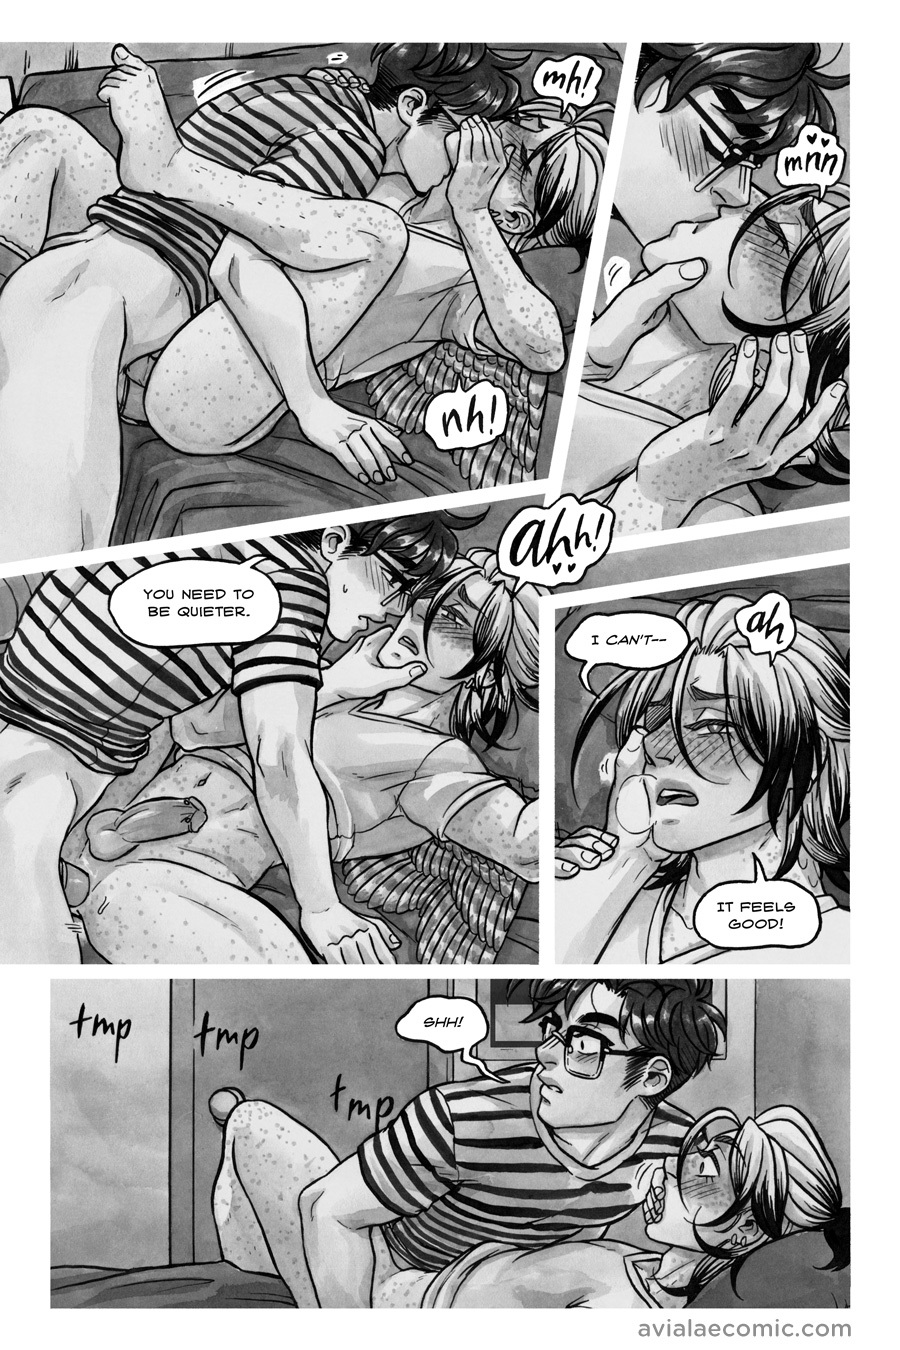 mh!
mnn
nh!
ahh!
YOU NEED TO
BE QUIETER.
ah
I CAN'T--
IT FEELS
GOOD!
tmp
tmp
tmp
SHH!
avialaecomic.com